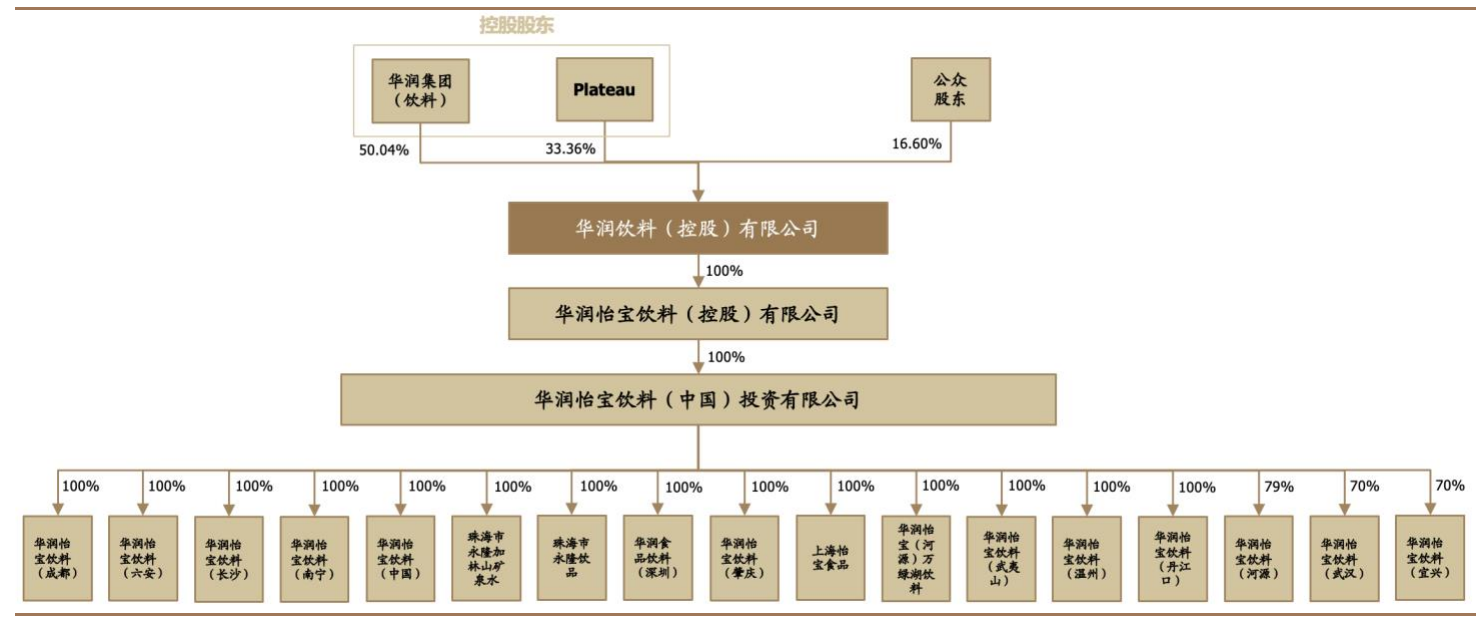 控股股东
华润集团
（饮料）
Plateau
公众
股东
50.04%
33.36%
16.60%
华润饮料（控股）有限公司
100%
华润怡宝饮料（控股）有限公司
100%
华润怡宝饮料（中国）投资有限公司
100%
100%
100%
100%
100%
100%
100%
100%
100%
100%
100%
100%
100%
100%
79%
70%
70%
华润怡
宝饮料
（成都）
华润怡
宝饮料
（六安）
华润怡
宝饮料
（长沙）
华润怡
宝饮料
（南宁）
华润怡
宝饮料
（中国）
珠海市
永隆加
林山矿
泉水
珠海市
永隆饮
品
华润食
品饮料
（深圳）
华润怡
宝饮料
（肇庆）
上海怡
宝食品
华润怡
宝（河
源）万
绿湖饮
料
华润怡
宝饮料
（武夷
山）
华润怡
宝饮料
（温州）
华润怡
宝饮料
（丹江
口）
华润怡
宝饮料
（河源）
华润怡
宝饮料
（武汉）
华润怡
宝饮料
（宜兴）